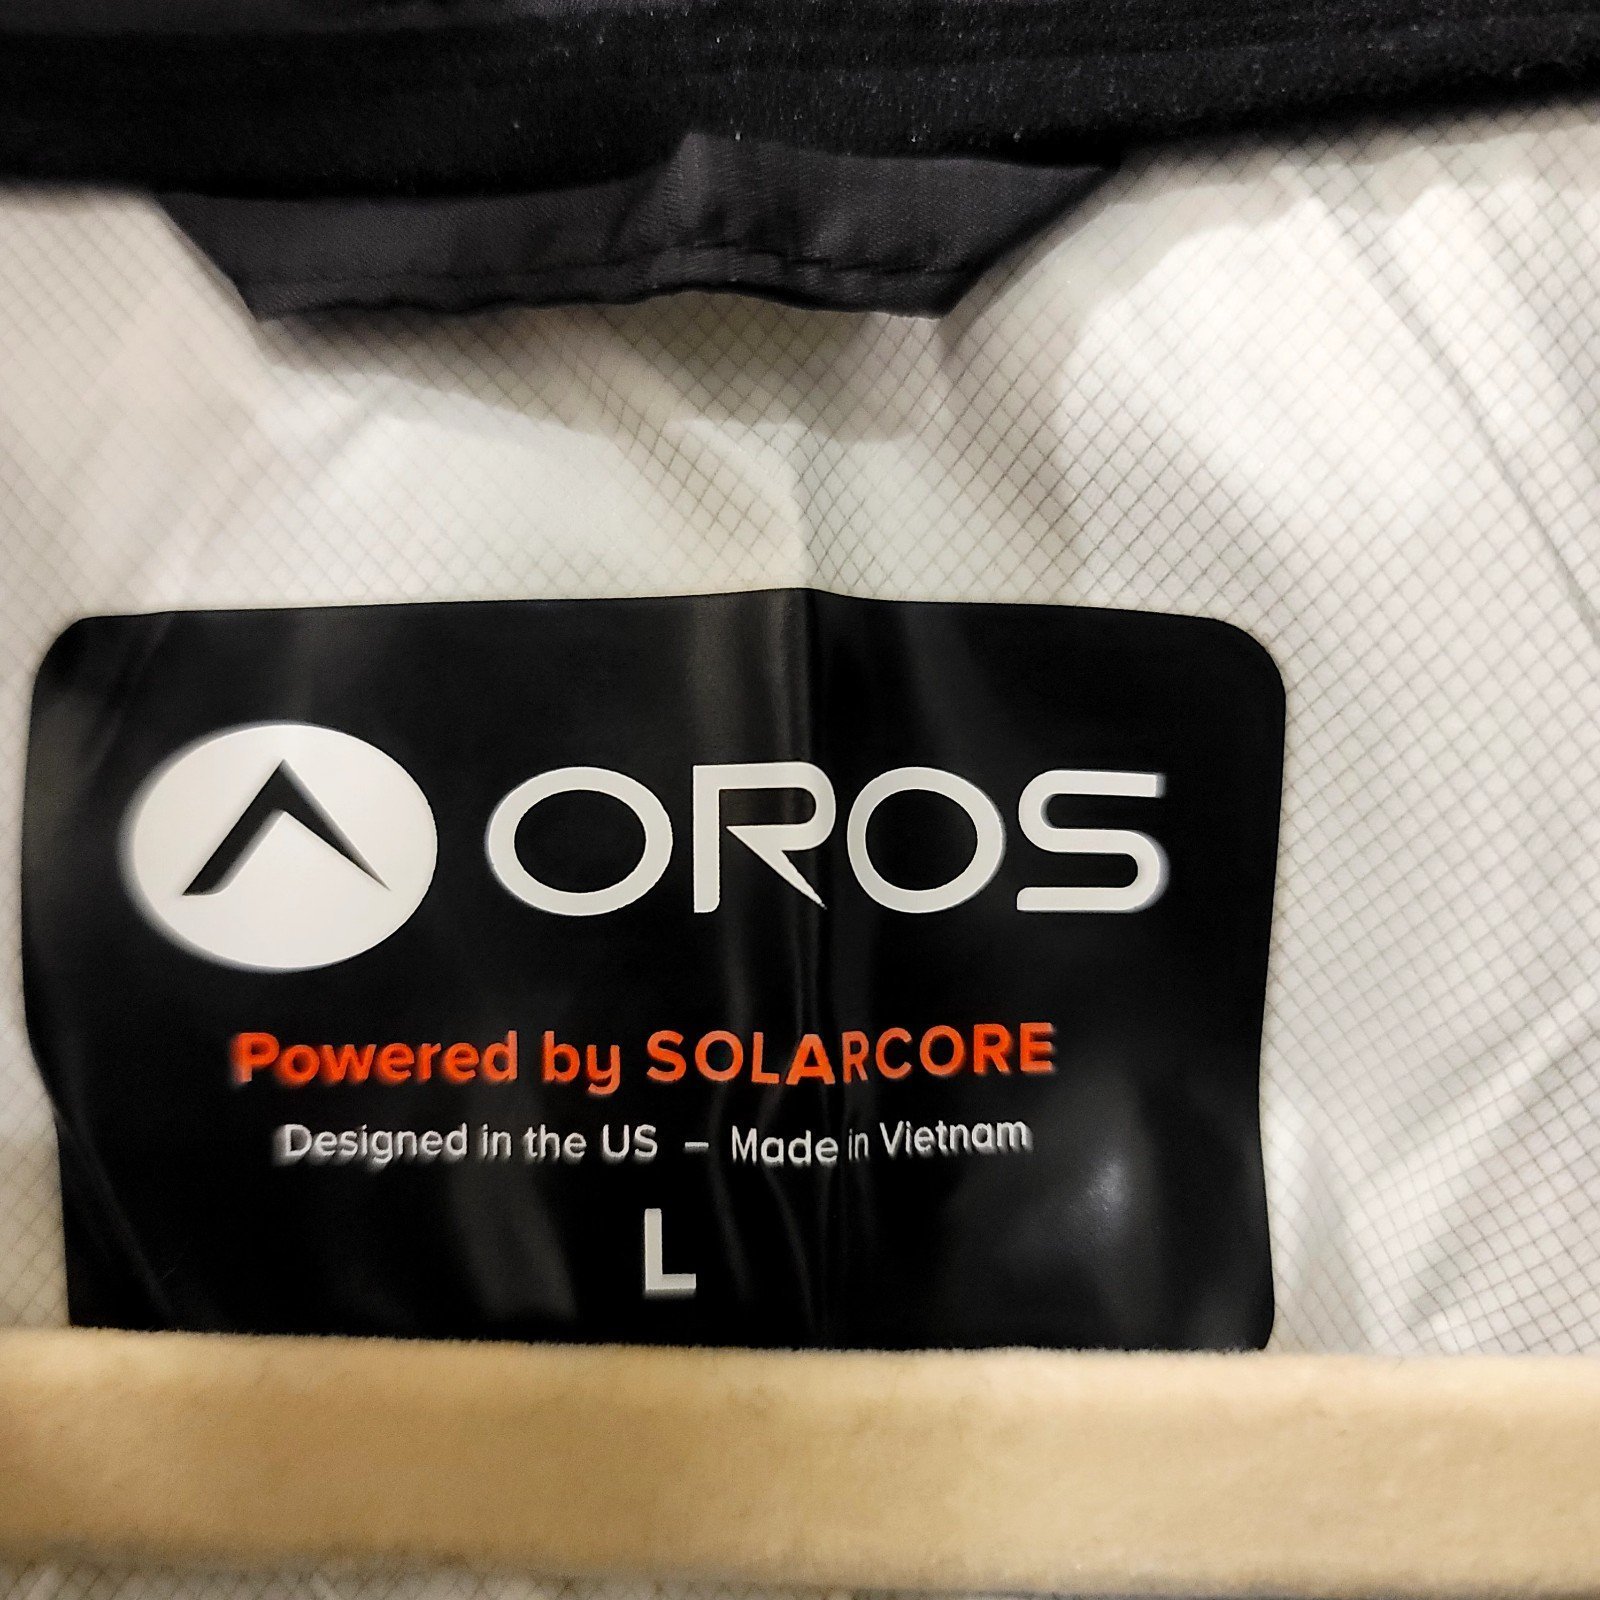 OROS
Powered by SOLARCORE
Designed in the US – Made in Vietnam
L